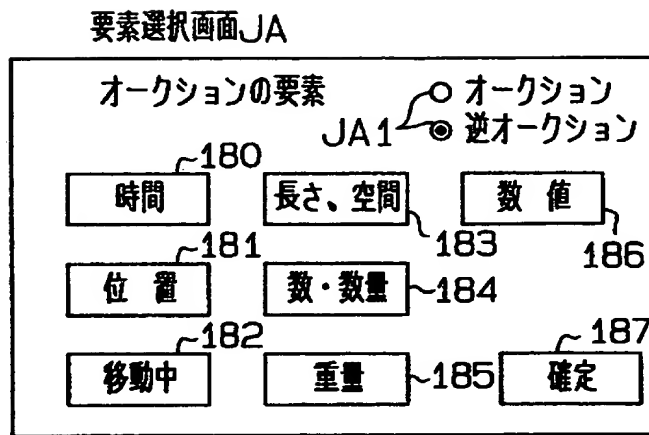 要素選択画面JA
オークションの要素
オークション
JA1
逆オークション
180
時間
長さ、空間
183
数 値
186
181
位 置
数・数量
184
182
移動中
重量
185
187
確定